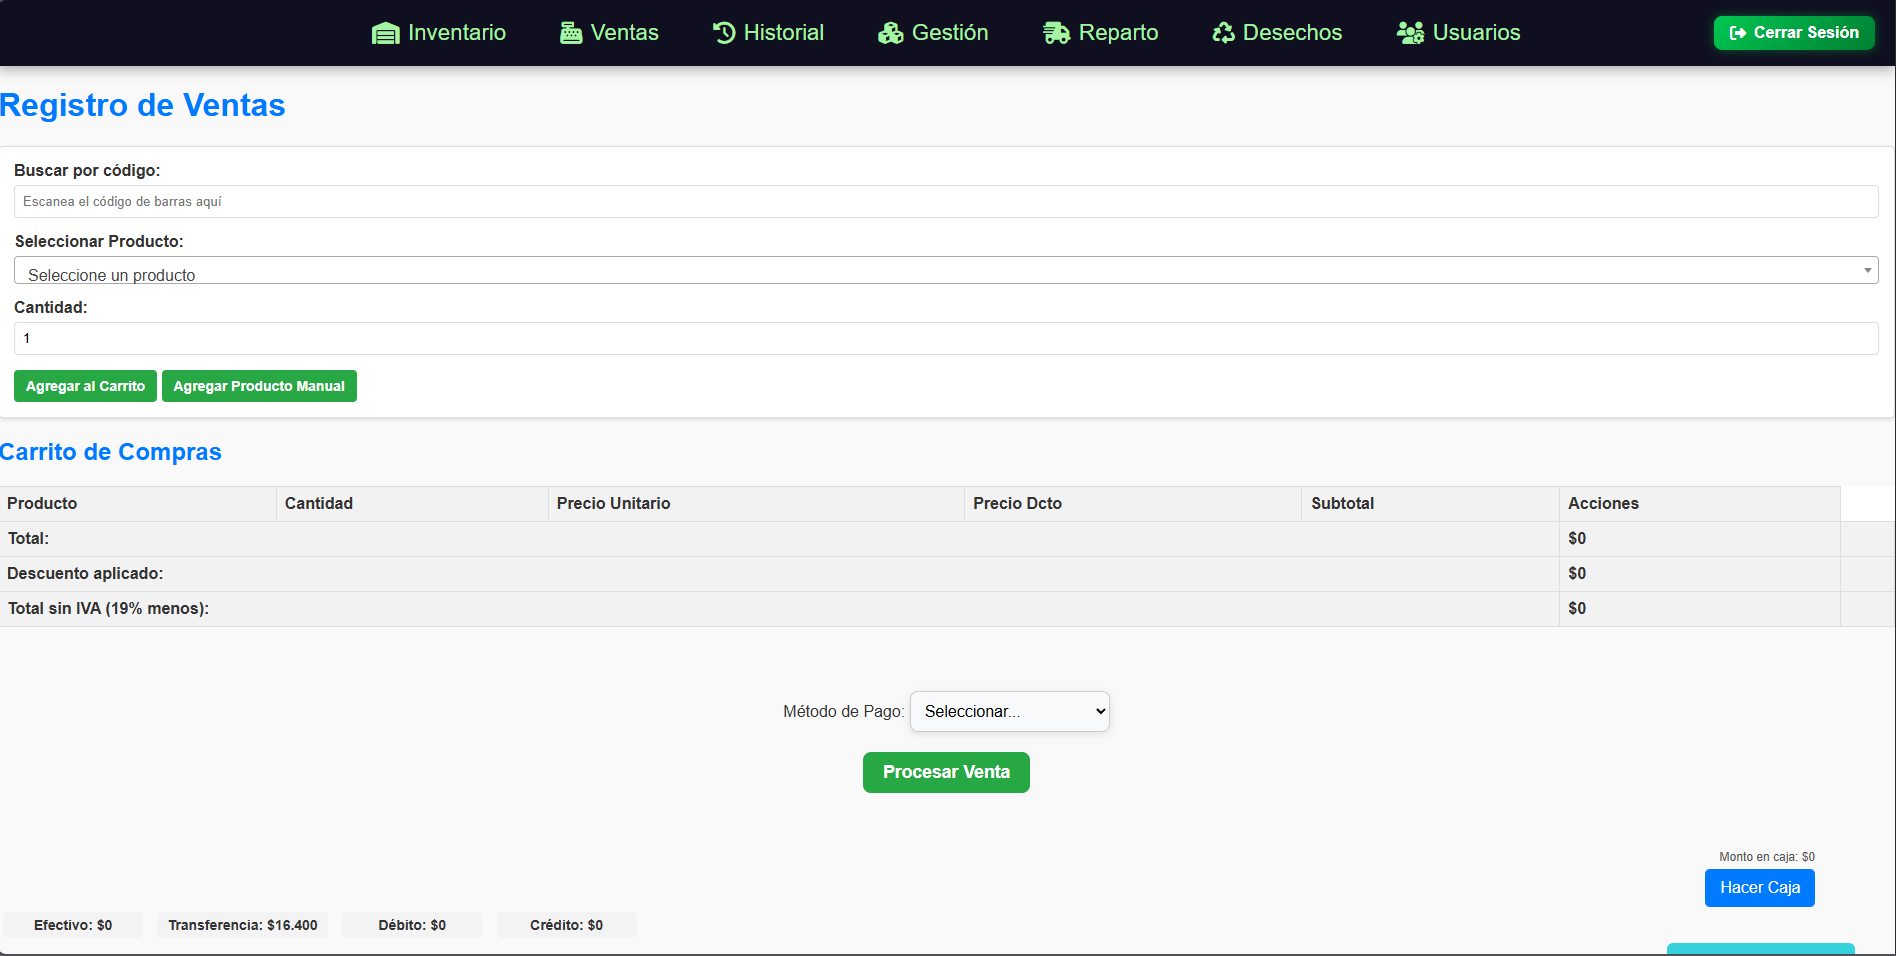 Inventario Ventas Historial Gestión Reparto Desechos Usuarios Cerrar Sesión
Registro de Ventas
Buscar por código:
Escanea el código de barras aquí
Seleccionar Producto:
Seleccione un producto
Cantidad:
1
Agregar al Carrito Agregar Producto Manual
Carrito de Compras
Producto Cantidad Precio Unitario Precio Dcto Subtotal Acciones
Total: $0
Descuento aplicado: $0
Total sin IVA (19% menos): $0
Método de Pago: Seleccionar...
Procesar Venta
Monto en caja: $0
Hacer Caja
Efectivo: $0 Transferencia: $16.400 Débito: $0 Crédito: $0